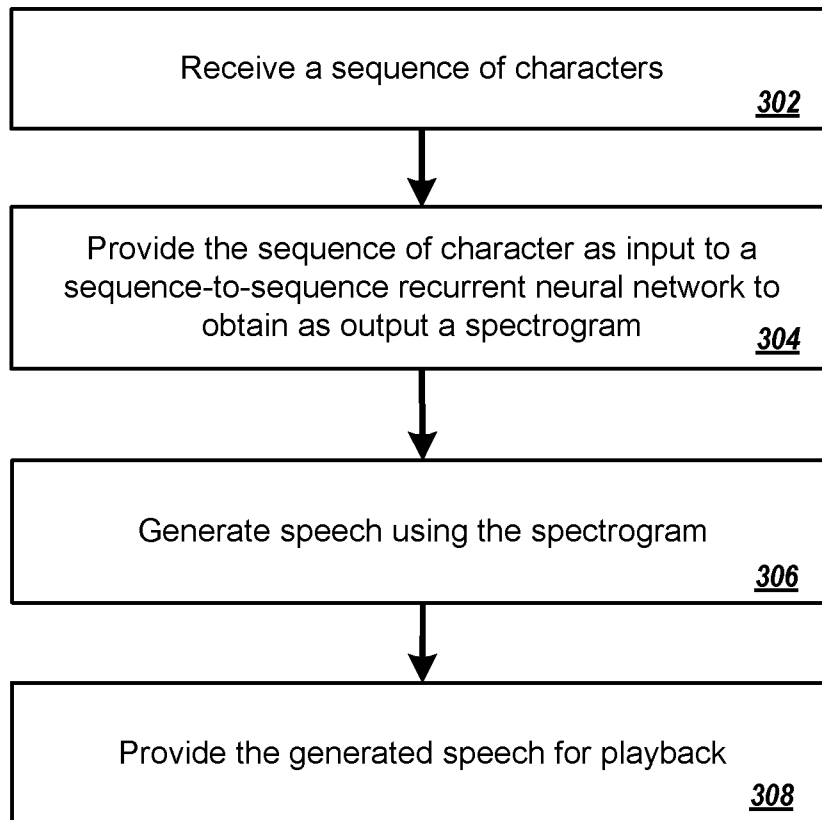 Receive a sequence of characters
302
Provide the sequence of character as input to a
sequence-to-sequence recurrent neural network to
obtain as output a spectrogram
304
Generate speech using the spectrogram
306
Provide the generated speech for playback
308